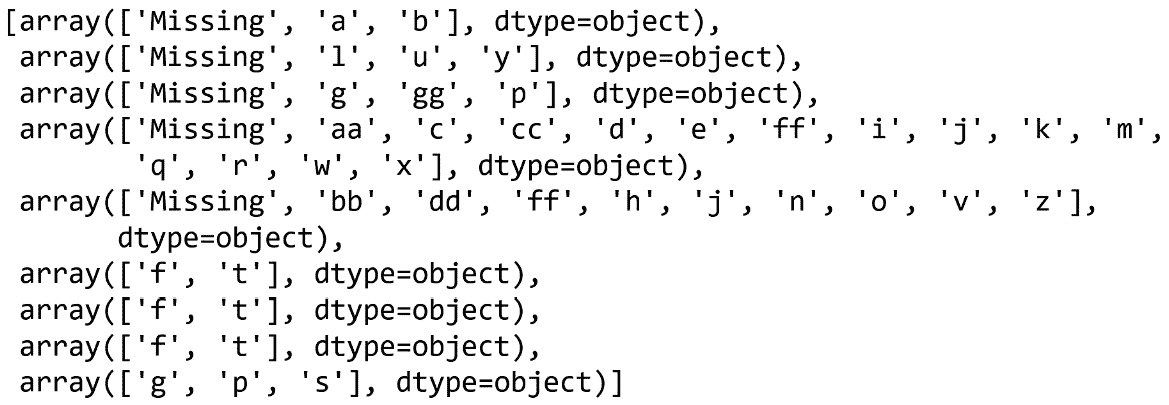 [array(['Missing', 'a', 'b'], dtype=object),
array(['Missing', 'l', 'u', 'y'], dtype=object),
array(['Missing', 'g', 'gg', 'p'], dtype=object),
array(['Missing', 'aa', 'c', 'cc', 'd', 'e', 'ff', 'i', 'j', 'k', 'm',
'q', 'r', 'w', 'x'], dtype=object),
array(['Missing', 'bb', 'dd', 'ff', 'h', 'j', 'n', 'o', 'v', 'z'],
dtype=object),
array(['f', 't'], dtype=object),
array(['f', 't'], dtype=object),
array(['f', 't'], dtype=object),
array(['g', 'p', 's'], dtype=object)]